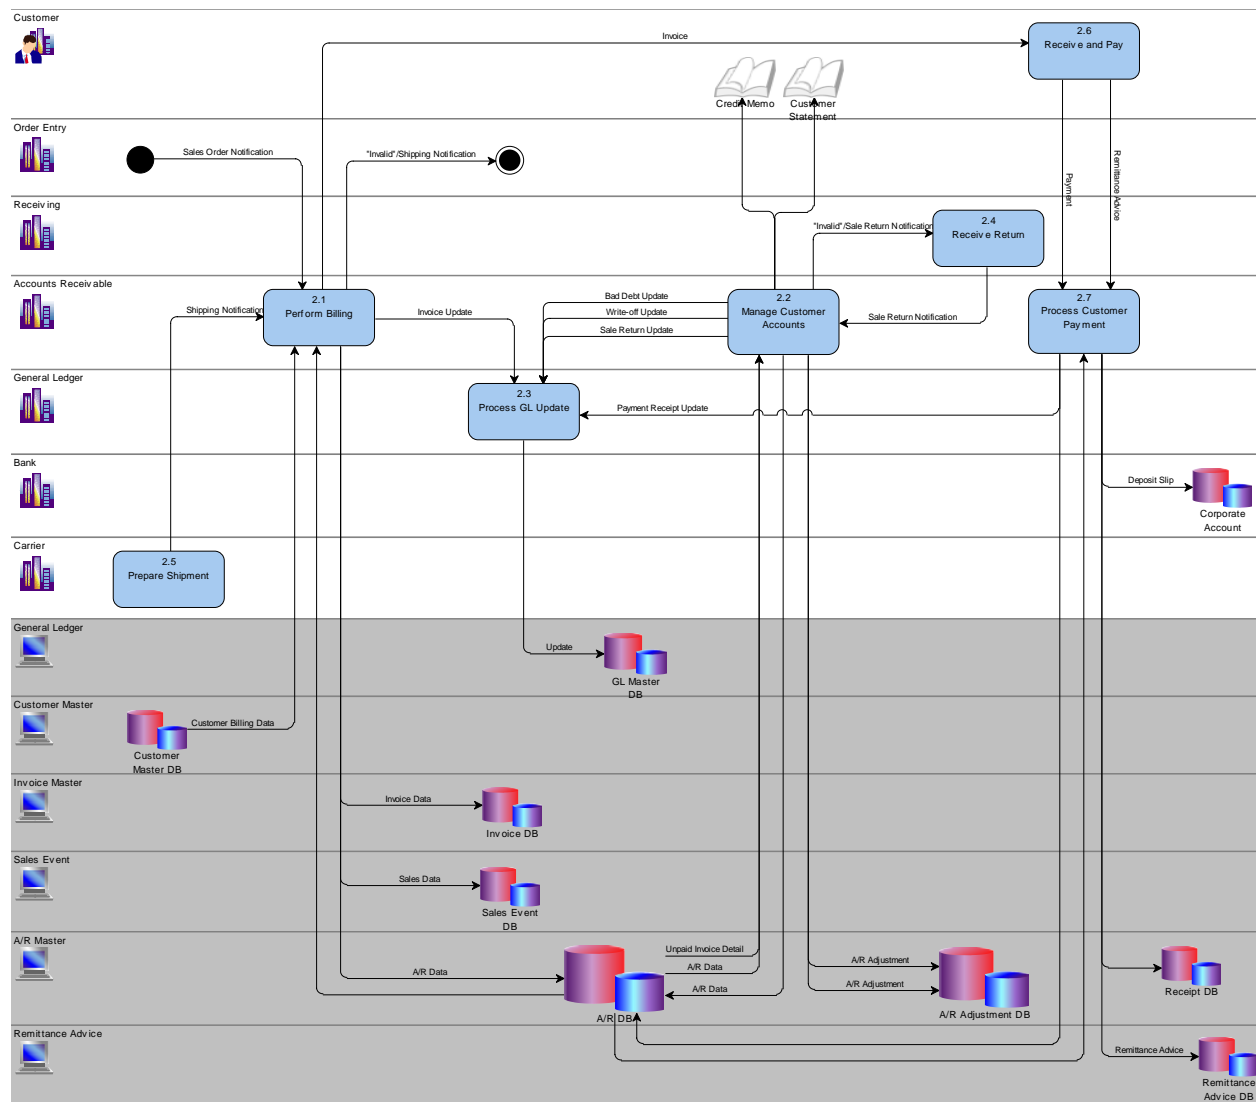 Customer
2.6
Receive and Pay
Invoice
Credit Memo
Customer
Statement
Order Entry
Sales Order Notification
"Invalid"/Shipping Notification
Payment
Remittance Advice
Receiving
2.4
Receive Return
"Invalid"/Sale Return Notification
Accounts Receivable
Shipping Notification
2.1
Perform Billing
Invoice Update
Bad Debt Update
Write-off Update
Sale Return Update
2.2
Manage Customer
Accounts
Sale Return Notification
2.7
Process Customer
Payment
General Ledger
2.3
Process GL Update
Payment Receipt Update
Bank
Deposit Slip
Corporate
Account
Carrier
2.5
Prepare Shipment
General Ledger
Update
GL Master
DB
Customer Master
Customer Billing Data
Customer
Master DB
Invoice Master
Invoice Data
Invoice DB
Sales Event
Sales Data
Sales Event
DB
A/R Master
A/R Data
Unpaid Invoice Detail
A/R Data
A/R Data
A/R DB
A/R Adjustment
A/R Adjustment
A/R Adjustment DB
Receipt DB
Remittance Advice
Remittance Advice
Remittance
Advice DB